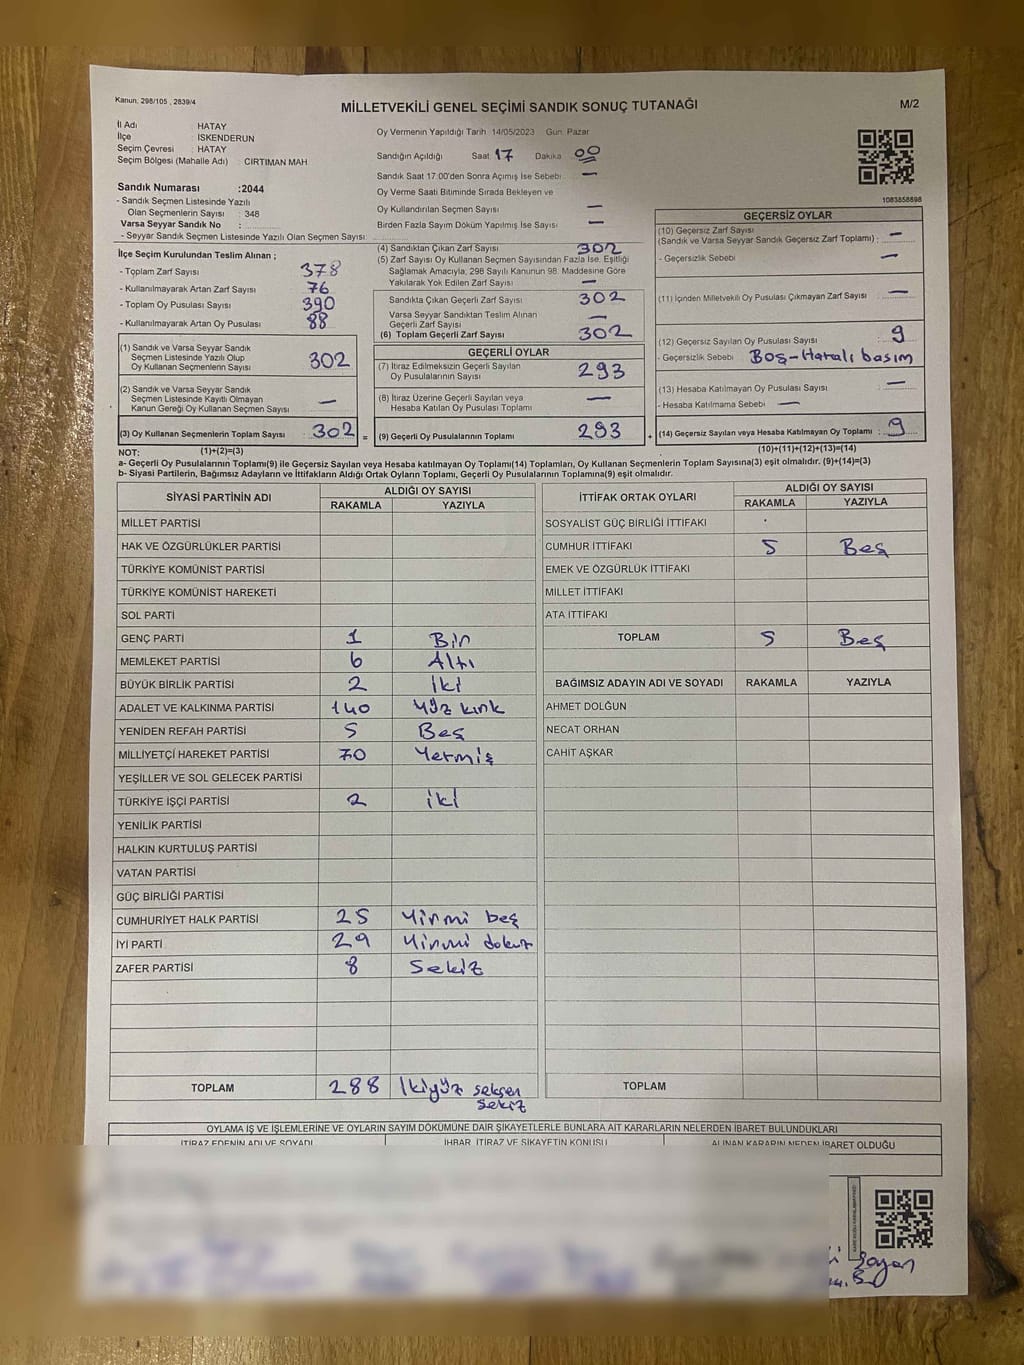 Kanun. 298/105 , 2839/4
MİLLETVEKİLİ GENEL SEÇİMİ SANDIK SONUÇ TUTANAĞI
M/2
İl Adı : HATAY
İlçe : İSKENDERUN
Seçim Çevresi : HATAY
Seçim Bölgesi (Mahalle Adı) : CIRTIMAN MAH
Oy Vermenin Yapıldığı Tarih 14/05/2023 Gün: Pazar
Sandığın Açıldığı Saat 17 Dakika 00
Sandık Saat 17.00'den Sonra Açımış İse Sebebi: —
Oy Verme Saati Bitiminde Sırada Bekleyen ve
Oy Kullandırılan Seçmen Sayısı —
Birden Fazla Sayım Döküm Yapılmış İse Sayısı —
Sandık Numarası :2044
- Sandık Seçmen Listesinde Yazılı
Olan Seçmenlerin Sayısı : 348
Varsa Seyyar Sandık No :
- Seyyar Sandık Seçmen Listesinde Yazılı Olan Seçmen Sayısı:
1083858898
İlçe Seçim Kurulundan Teslim Alınan ;
- Toplam Zarf Sayısı 378
- Kullanılmayarak Artan Zarf Sayısı 76
- Toplam Oy Pusulası Sayısı 390
- Kullanılmayarak Artan Oy Pusulası 88
(1) Sandık ve Varsa Seyyar Sandık
Seçmen Listesinde Yazılı Olup
Oy Kullanan Seçmenlerin Sayısı 302
(2) Sandık ve Varsa Seyyar Sandık
Seçmen Listesinde Kayıtlı Olmayan
Kanun Gereği Oy Kullanan Seçmen Sayısı —
(3) Oy Kullanan Seçmenlerin Toplam Sayısı : 302 =
(4) Sandıktan Çıkan Zarf Sayısı 302
(5) Zarf Sayısı Oy Kullanan Seçmen Sayısından Fazla İse, Eşitliği
Sağlamak Amacıyla, 298 Sayılı Kanunun 98. Maddesine Göre
Yakılarak Yok Edilen Zarf Sayısı —
Sandıkta Çıkan Geçerli Zarf Sayısı 302
Varsa Seyyar Sandıktan Teslim Alınan
Geçerli Zarf Sayısı —
(6) Toplam Geçerli Zarf Sayısı 302
GEÇERLİ OYLAR
(7) İtiraz Edilmeksizin Geçerli Sayılan
Oy Pusulalarının Sayısı 293
(8) İtiraz Üzerine Geçerli Sayılan veya
Hesaba Katılan Oy Pusulası Toplamı —
(9) Geçerli Oy Pusulalarının Toplamı 293 +
GEÇERSİZ OYLAR
(10) Geçersiz Zarf Sayısı
(Sandık ve Varsa Seyyar Sandık Geçersiz Zarf Toplamı) : —
- Geçersizlik Sebebi —
(11) İçinden Milletvekili Oy Pusulası Çıkmayan Zarf Sayısı —
(12) Geçersiz Sayılan Oy Pusulası Sayısı 9
- Geçersizlik Sebebi Boş-Hatalı basım
(13) Hesaba Katılmayan Oy Pusulası Sayısı —
- Hesaba Katılmama Sebebi —
(14) Geçersiz Sayılan veya Hesaba Katılmayan Oy Toplamı : 9
NOT: (1)+(2)=(3)
(10)+(11)+(12)+(13)=(14)
a- Geçerli Oy Pusulalarının Toplamı(9) ile Geçersiz Sayılan veya Hesaba katılmayan Oy Toplamı(14) Toplamları, Oy Kullanan Seçmenlerin Toplam Sayısına(3) eşit olmalıdır. (9)+(14)=(3)
b- Siyasi Partilerin, Bağımsız Adayların ve İttifakların Aldığı Ortak Oyların Toplamı, Geçerli Oy Pusulalarının Toplamına(9) eşit olmalıdır.
SİYASİ PARTİNİN ADI ALDIĞI OY SAYISI
RAKAMLA YAZIYLA
MİLLET PARTİSİ
HAK VE ÖZGÜRLÜKLER PARTİSİ
TÜRKİYE KOMÜNİST PARTİSİ
TÜRKİYE KOMÜNİST HAREKETİ
SOL PARTİ
GENÇ PARTİ 1 Bir
MEMLEKET PARTİSİ 6 Altı
BÜYÜK BİRLİK PARTİSİ 2 iki
ADALET VE KALKINMA PARTİSİ 140 Yüz kırk
YENİDEN REFAH PARTİSİ 5 Beş
MİLLİYETÇİ HAREKET PARTİSİ 70 Yetmiş
YEŞİLLER VE SOL GELECEK PARTİSİ
TÜRKİYE İŞÇİ PARTİSİ 2 iki
YENİLİK PARTİSİ
HALKIN KURTULUŞ PARTİSİ
VATAN PARTİSİ
GÜÇ BİRLİĞİ PARTİSİ
CUMHURİYET HALK PARTİSİ 25 Yirmi beş
İYİ PARTİ 29 Yirmi dokuz
ZAFER PARTİSİ 8 Sekiz
TOPLAM 288 İkiyüz seksen
sekiz
İTTİFAK ORTAK OYLARI ALDIĞI OY SAYISI
RAKAMLA YAZIYLA
SOSYALİST GÜÇ BİRLİĞİ İTTİFAKI
CUMHUR İTTİFAKI 5 Beş
EMEK VE ÖZGÜRLÜK İTTİFAKI
MİLLET İTTİFAKI
ATA İTTİFAKI
TOPLAM 5 Beş
BAĞIMSIZ ADAYIN ADI VE SOYADI RAKAMLA YAZIYLA
AHMET DOLĞUN
NECAT ORHAN
CAHİT AŞKAR
TOPLAM
OYLAMA İŞ VE İŞLEMLERİNE VE OYLARIN SAYIM DÖKÜMÜNE DAİR ŞİKAYETLERLE BUNLARA AİT KARARLARIN NELERDEN İBARET BULUNDUKLARI
İTİRAZ EDENİN ADI VE SOYADI İHBAR, İTİRAZ VE ŞİKAYETİN KONUSU ALINAN KARARIN NEDEN İBARET OLDUĞU